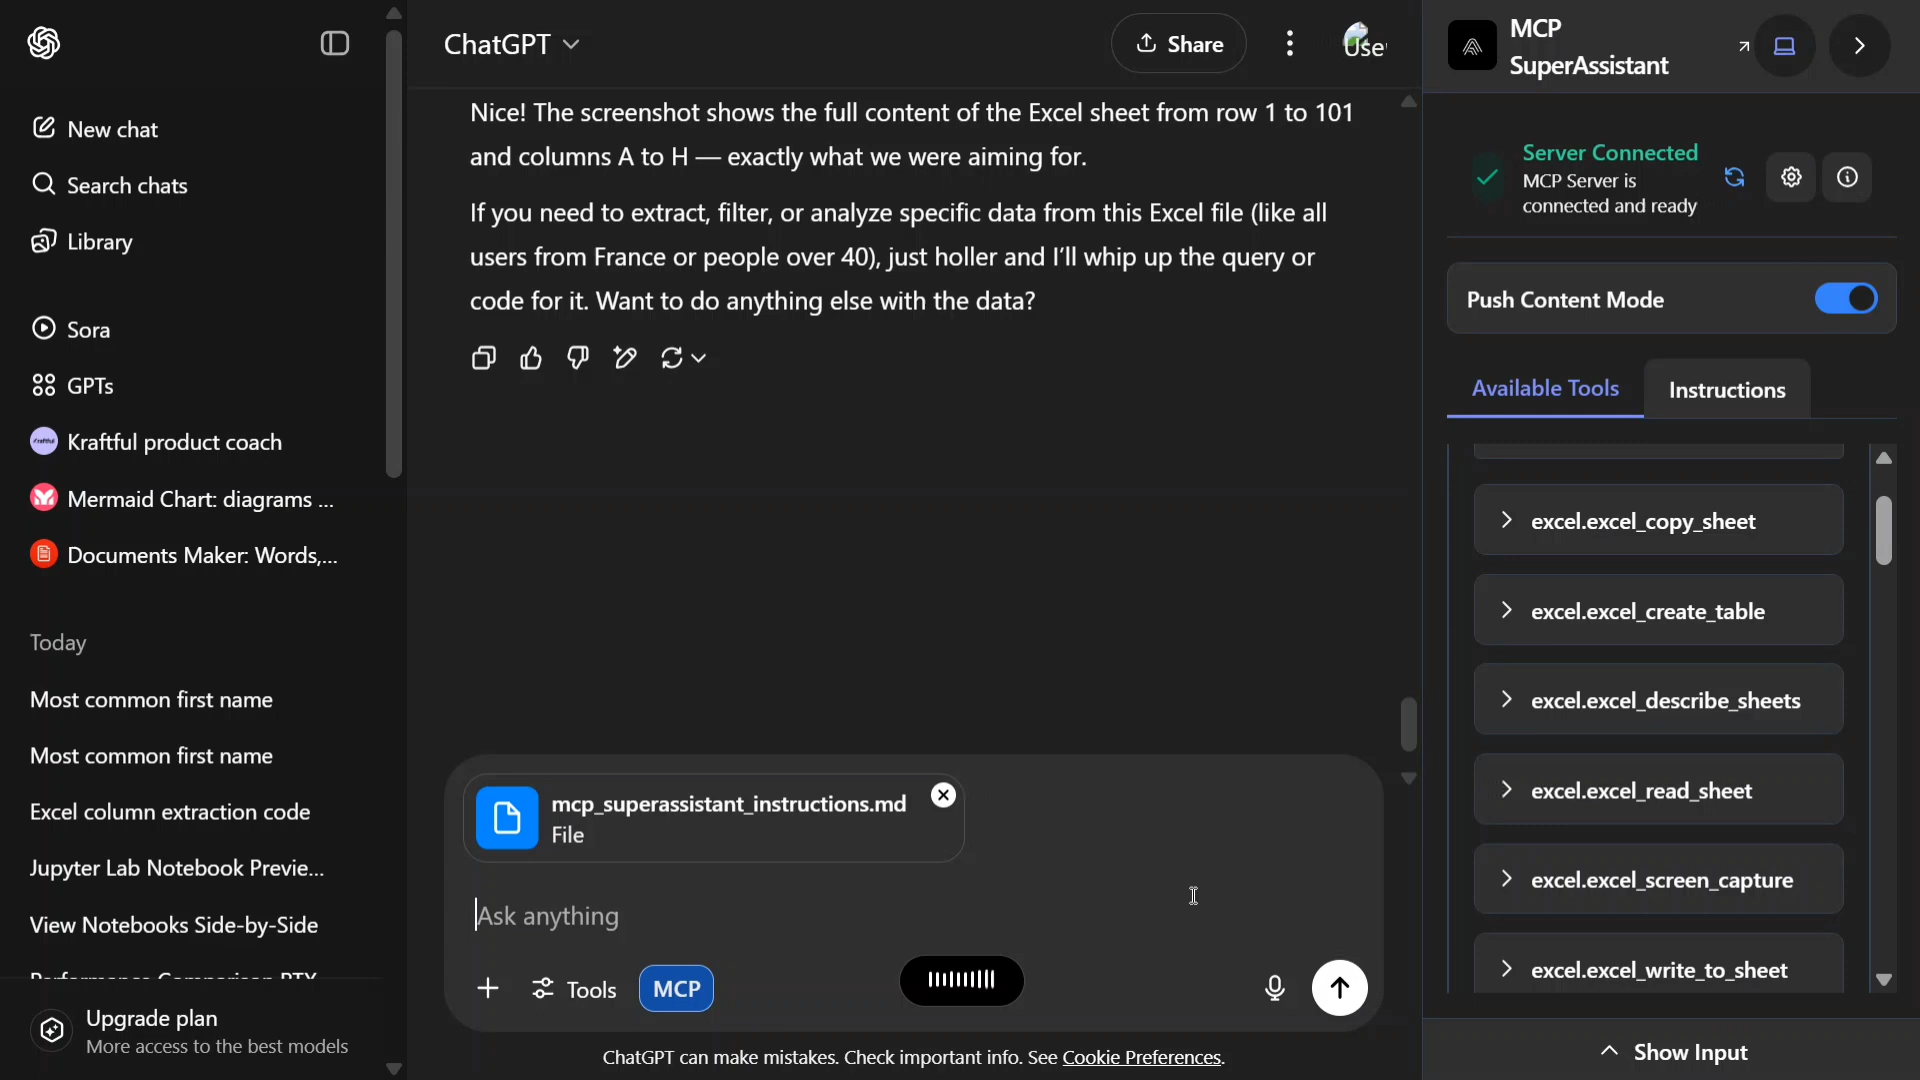 New chat
Search chats
Library
Sora
GPTs
Kraftful product coach
Mermaid Chart: diagrams ...
Documents Maker: Words,...
Today
Most common first name
Most common first name
Excel column extraction code
Jupyter Lab Notebook Previe...
View Notebooks Side-by-Side
Upgrade plan
More access to the best models
ChatGPT
Share
Use
Nice! The screenshot shows the full content of the Excel sheet from row 1 to 101
and columns A to H — exactly what we were aiming for.
If you need to extract, filter, or analyze specific data from this Excel file (like all
users from France or people over 40), just holler and I'll whip up the query or
code for it. Want to do anything else with the data?
mcp_superassistant_instructions.md
File
Ask anything
Tools
MCP
ChatGPT can make mistakes. Check important info. See Cookie Preferences.
MCP
SuperAssistant
Server Connected
MCP Server is
connected and ready
Push Content Mode
Available Tools
Instructions
excel.excel_copy_sheet
excel.excel_create_table
excel.excel_describe_sheets
excel.excel_read_sheet
excel.excel_screen_capture
excel.excel_write_to_sheet
Show Input